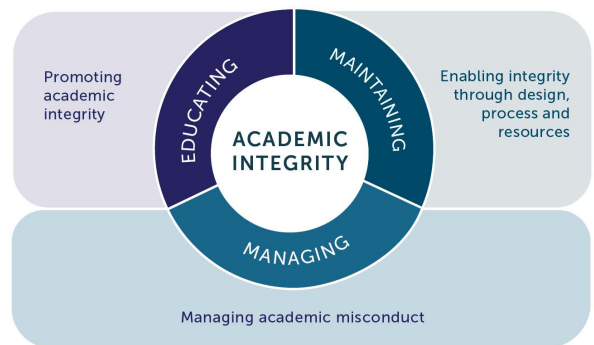 Promoting
academic
integrity
EDUCATING
MAINTAINING
Enabling integrity
through design,
process and
resources
ACADEMIC
INTEGRITY
MANAGING
Managing academic misconduct